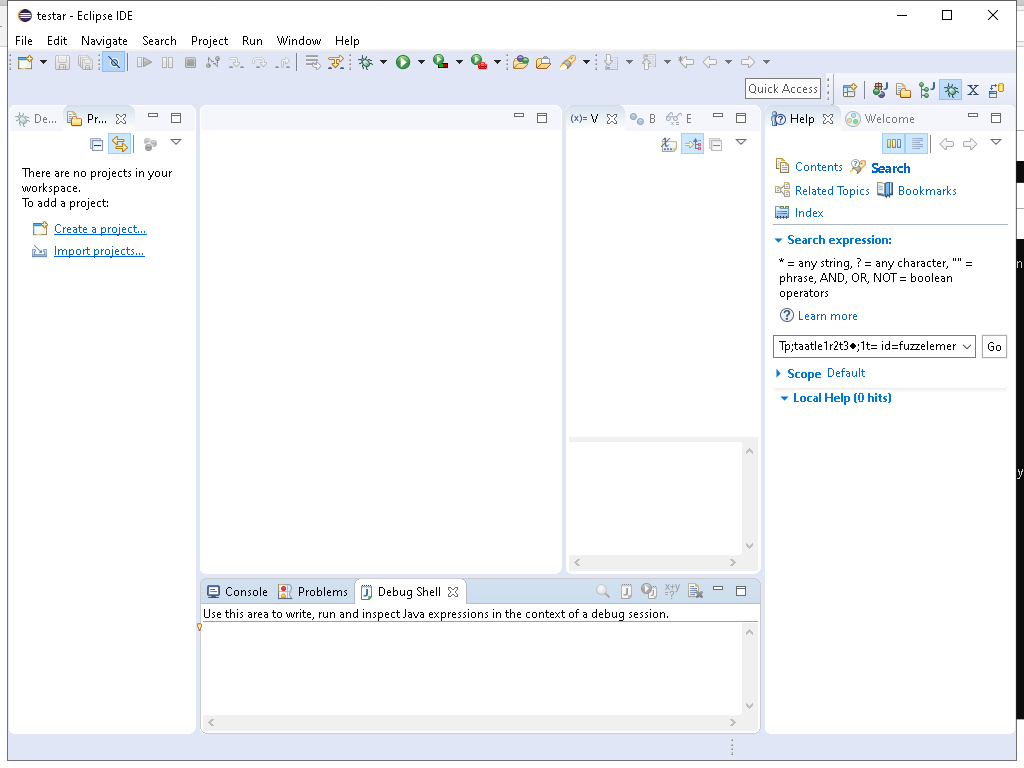 testar - Eclipse IDE
File Edit Navigate Search Project Run Window Help
Quick Access
De... Pr...
(x)= V B E
Help Welcome
There are no projects in your
workspace.
To add a project:
Create a project...
Import projects...
Contents Search
Related Topics Bookmarks
Index
Search expression:
* = any string, ? = any character, "" =
phrase, AND, OR, NOT = boolean
operators
Learn more
Tp;taatle1r2t3◆;1t= id=fuzzelemer Go
Scope Default
Local Help (0 hits)
Console Problems Debug Shell
Use this area to write, run and inspect Java expressions in the context of a debug session.
n
y